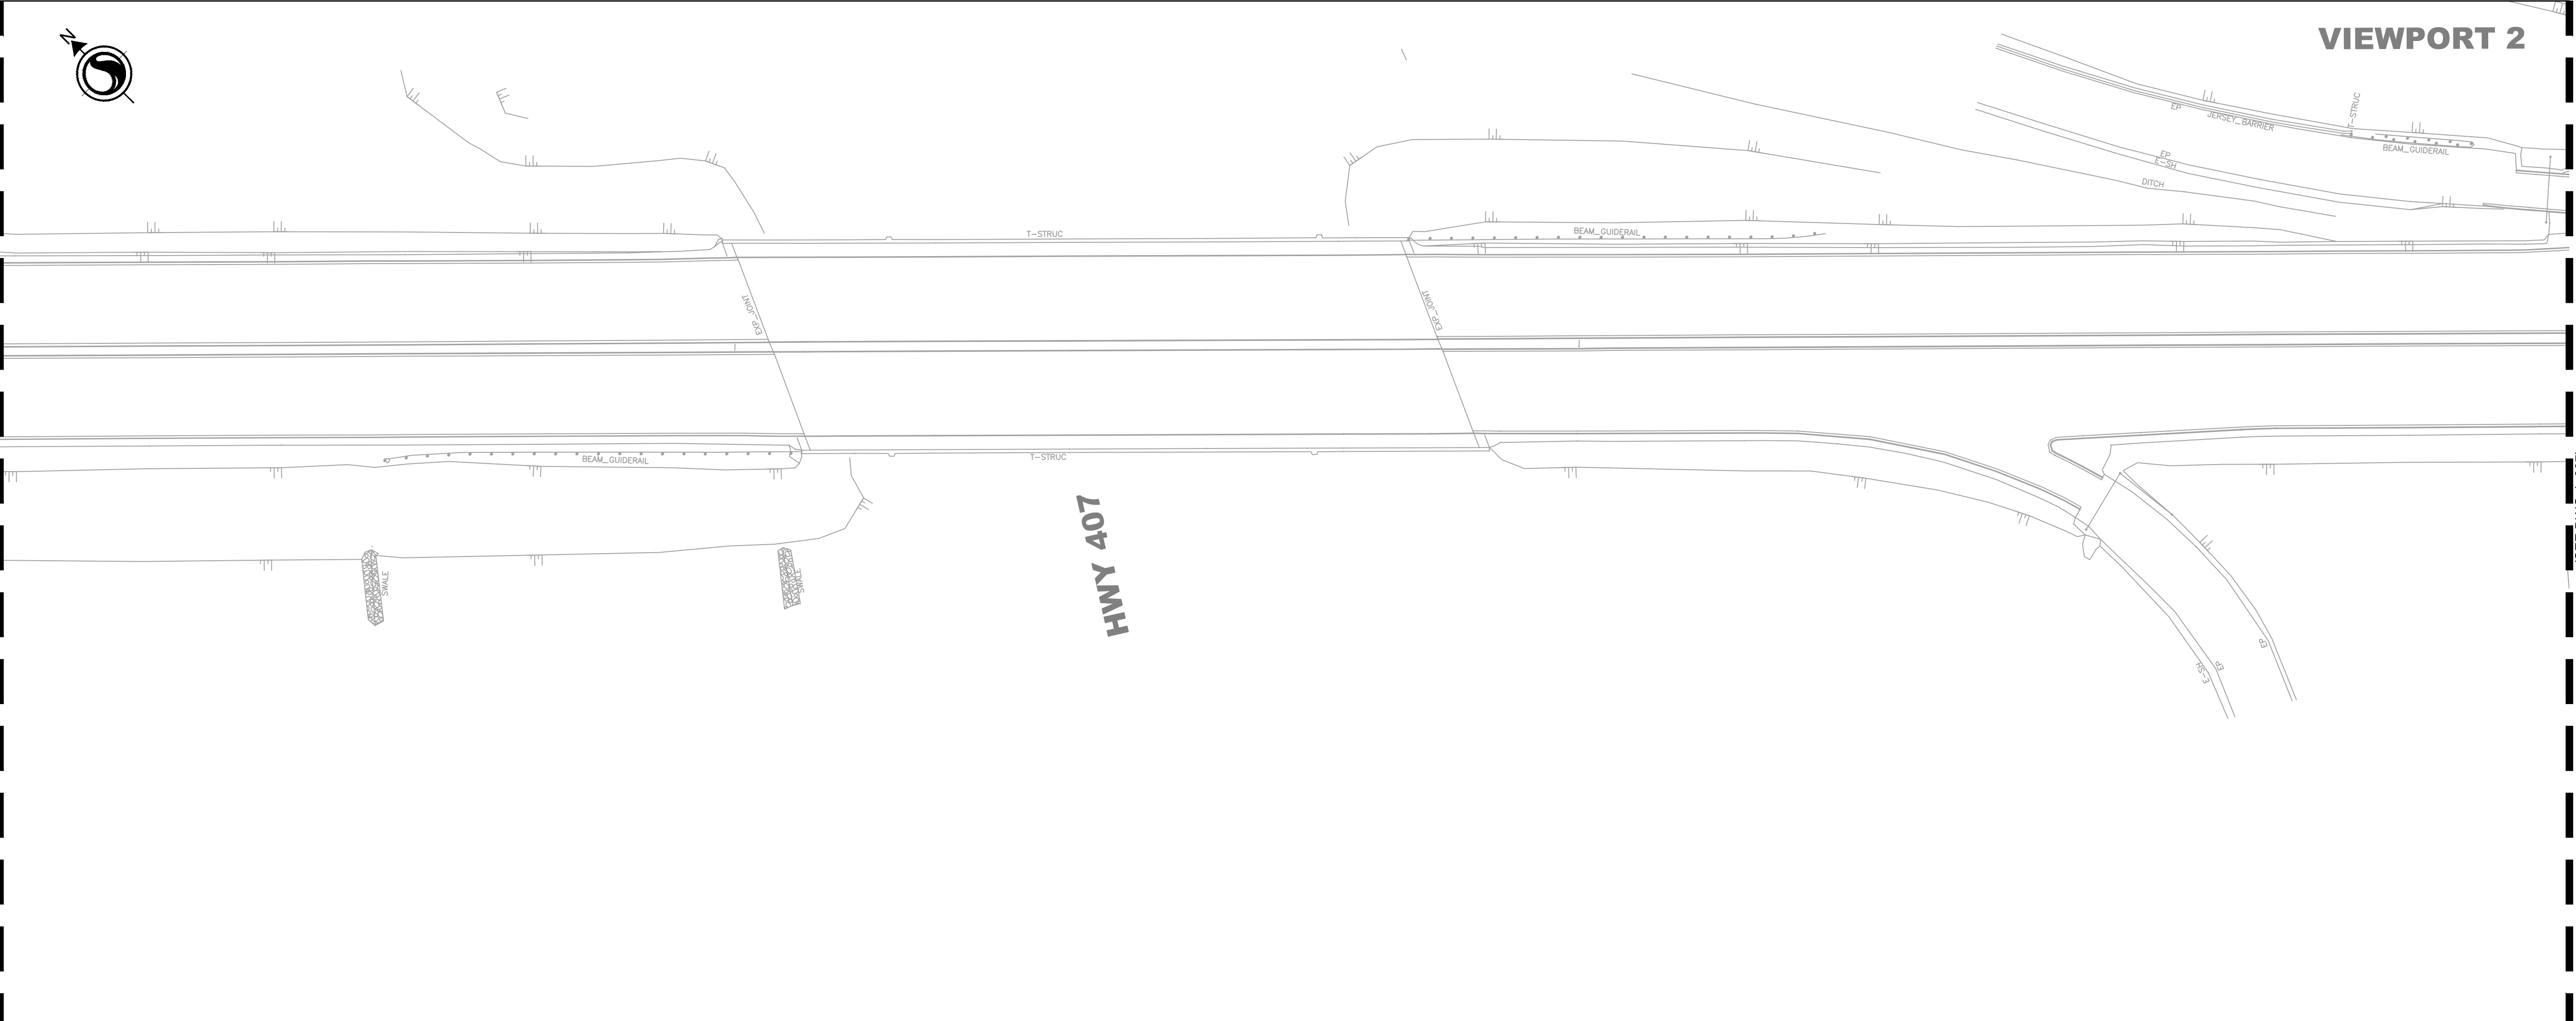 N
VIEWPORT 2
T-STRUC
EP
JERSEY_BARRIER
BEAM_GUIDERAIL
EP
E-SH
DITCH
T-STRUC
BEAM_GUIDERAIL
EXP_JOINT
EXP_JOINT
BEAM_GUIDERAIL
T-STRUC
HWY 407
SWALE
SWALE
EP
EP
E-SH